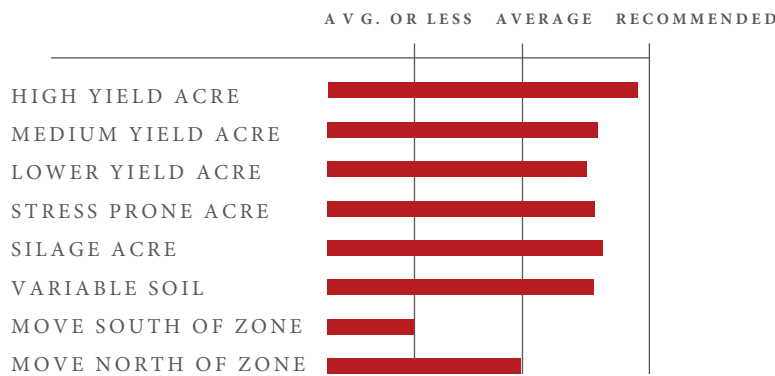 AVG. OR LESS AVERAGE RECOMMENDED
HIGH YIELD ACRE
MEDIUM YIELD ACRE
LOWER YIELD ACRE
STRESS PRONE ACRE
SILAGE ACRE
VARIABLE SOIL
MOVE SOUTH OF ZONE
MOVE NORTH OF ZONE